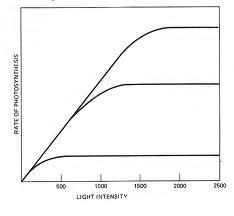 RATE OF PHOTOSYNTHESIS
500 1000 1500 2000 2500
LIGHT INTENSITY